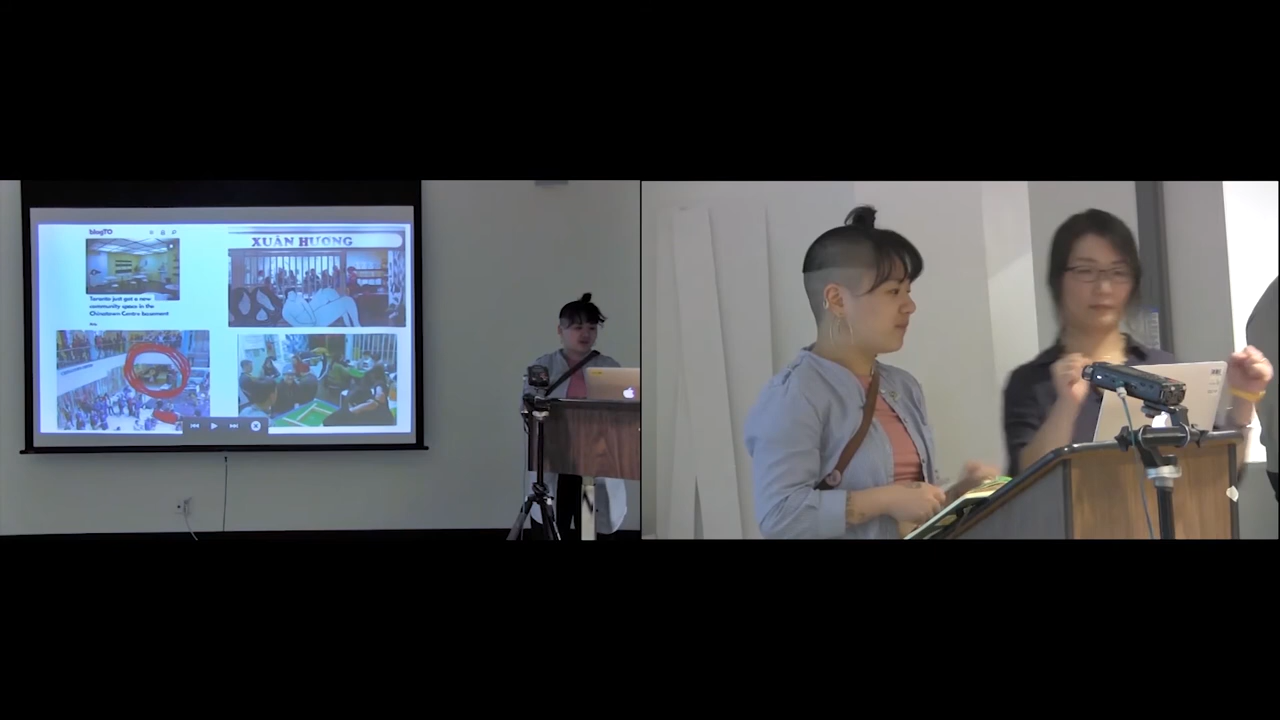 blogTO
Toronto just got a new
community space in the
Chinatown Centre basement
XUÂN HƯƠNG